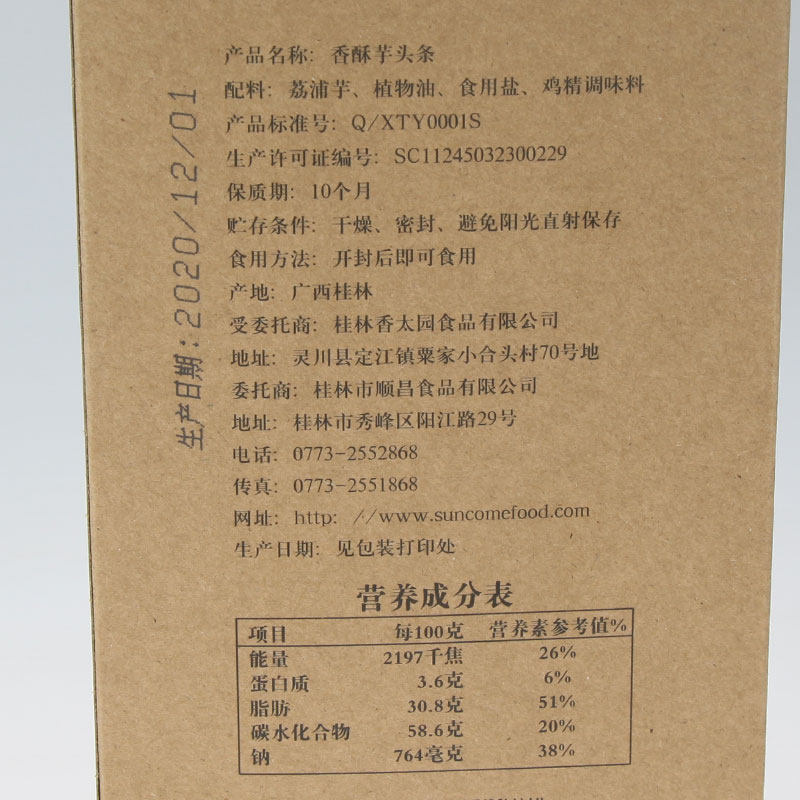 产品名称：香酥芋头条
配料：荔浦芋、植物油、食用盐、鸡精调味料
产品标准号：Q/XTY0001S
生产许可证编号：SC11245032300229
保质期：10个月
贮存条件：干燥、密封、避免阳光直射保存
食用方法：开封后即可食用
产地：广西桂林
受委托商：桂林香太园食品有限公司
地址：灵川县定江镇粟家小合头村70号地
委托商：桂林市顺昌食品有限公司
地址：桂林市秀峰区阳江路29号
电话：0773-2552868
传真：0773-2551868
网址：http: //www.suncomefood.com
生产日期：见包装打印处
生产日期:2020/12/01
营养成分表
项目 每100克 营养素参考值%
能量 2197千焦 26%
蛋白质 3.6克 6%
脂肪 30.8克 51%
碳水化合物 58.6克 20%
钠 764毫克 38%